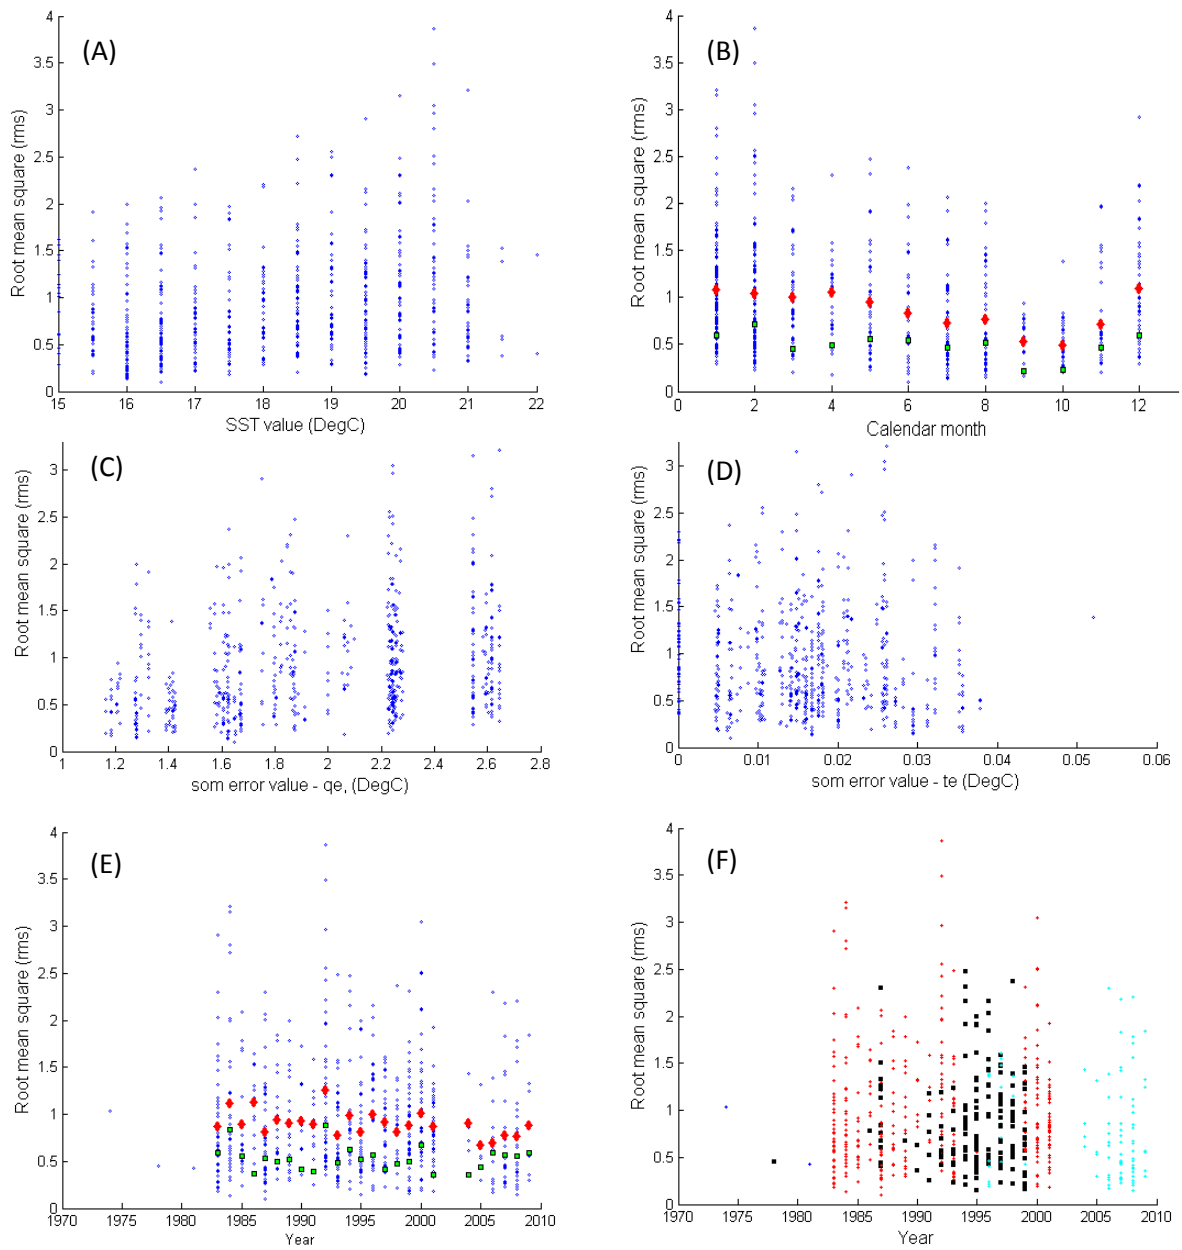 (A)
Root mean square (rms)
4
3.5
3
2.5
2
1.5
1
0.5
0
15 16 17 18 19 20 21 22
SST value (DegC)
(B)
Root mean square (rms)
4
3.5
3
2.5
2
1.5
1
0.5
0
0 2 4 6 8 10 12
Calendar month
(C)
Root mean square (rms)
3
2.5
2
1.5
1
0.5
0
1 1.2 1.4 1.6 1.8 2 2.2 2.4 2.6 2.8
som error value - qe, (DegC)
(D)
Root mean square (rms)
3
2.5
2
1.5
1
0.5
0
0 0.01 0.02 0.03 0.04 0.05 0.06
som error value - te (DegC)
(E)
Root mean square (rms)
4
3.5
3
2.5
2
1.5
1
0.5
0
1970 1975 1980 1985 1990 1995 2000 2005 2010
Year
(F)
Root mean square (rms)
4
3.5
3
2.5
2
1.5
1
0.5
0
1970 1975 1980 1985 1990 1995 2000 2005 2010
Year